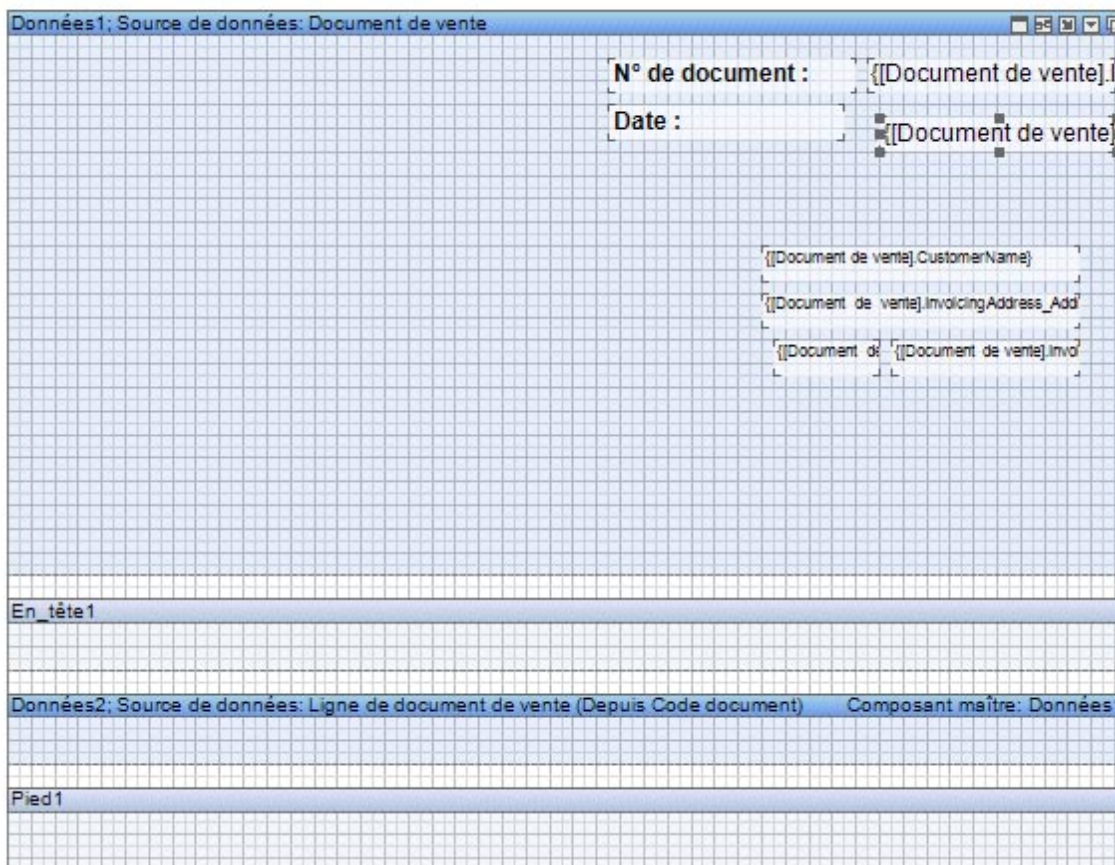 Données1; Source de données: Document de vente
N° de document :
{[Document de vente].
Date :
{[Document de vente]
{[Document de vente].CustomerName}
{[Document de vente].InvoicingAddress_Add
{[Document de
{[Document de vente].Invo
En_tête1
Données2; Source de données: Ligne de document de vente (Depuis Code document)
Composant maître: Données
Pied1